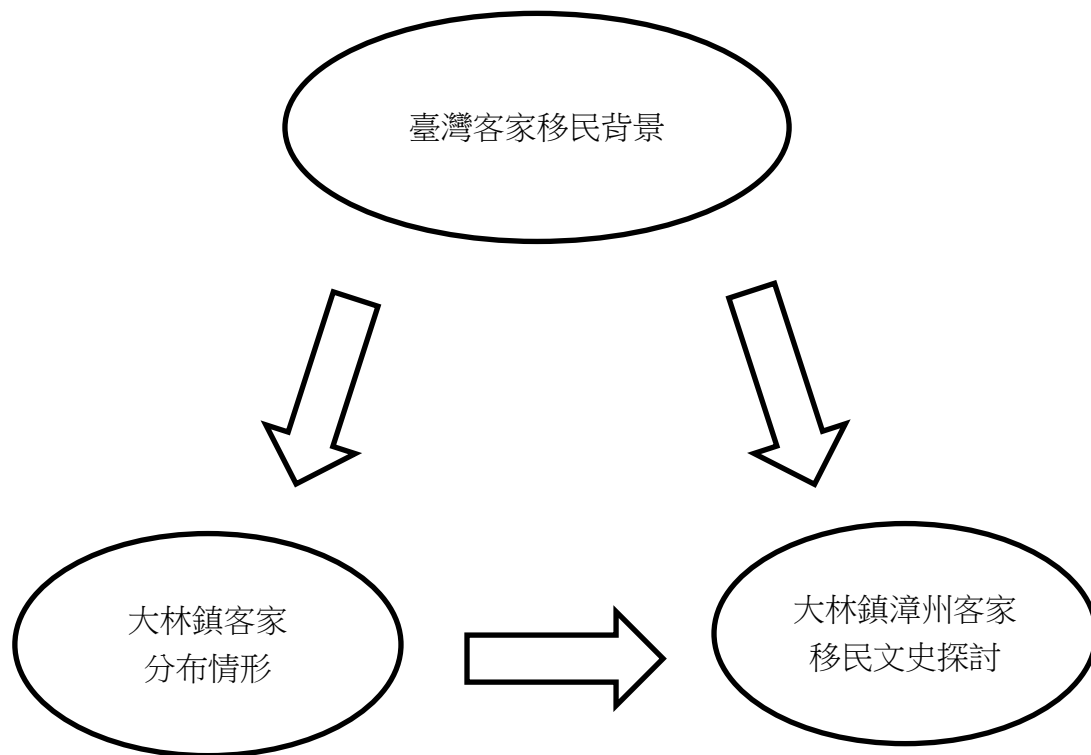 臺灣客家移民背景
大林鎮客家
分布情形
大林鎮漳州客家
移民文史探討